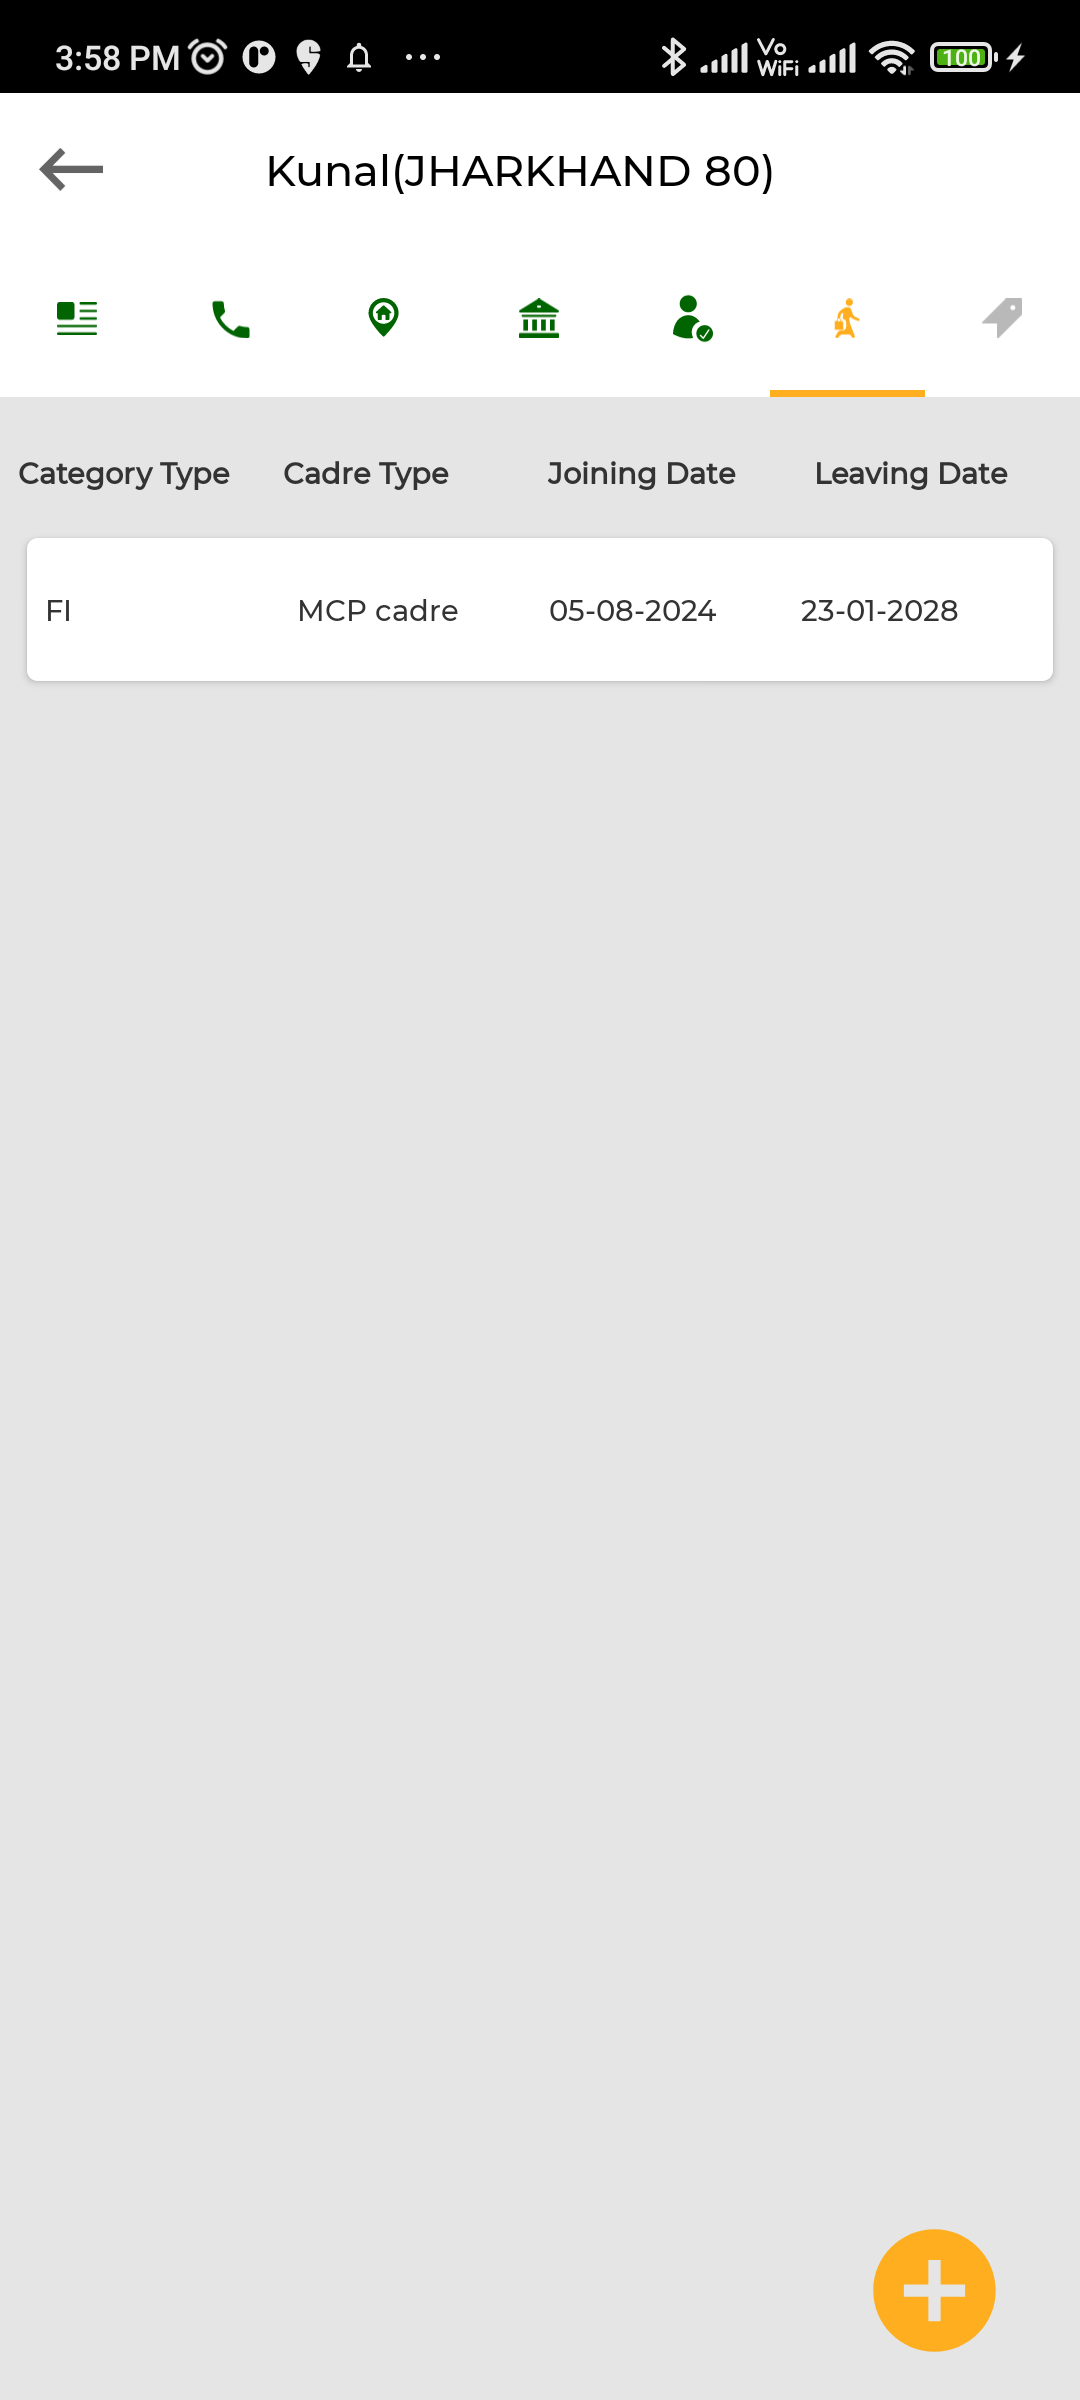 3:58 PM
Vo
WiFi
100
Kunal(JHARKHAND 80)
Category Type Cadre Type Joining Date Leaving Date
FI MCP cadre 05-08-2024 23-01-2028